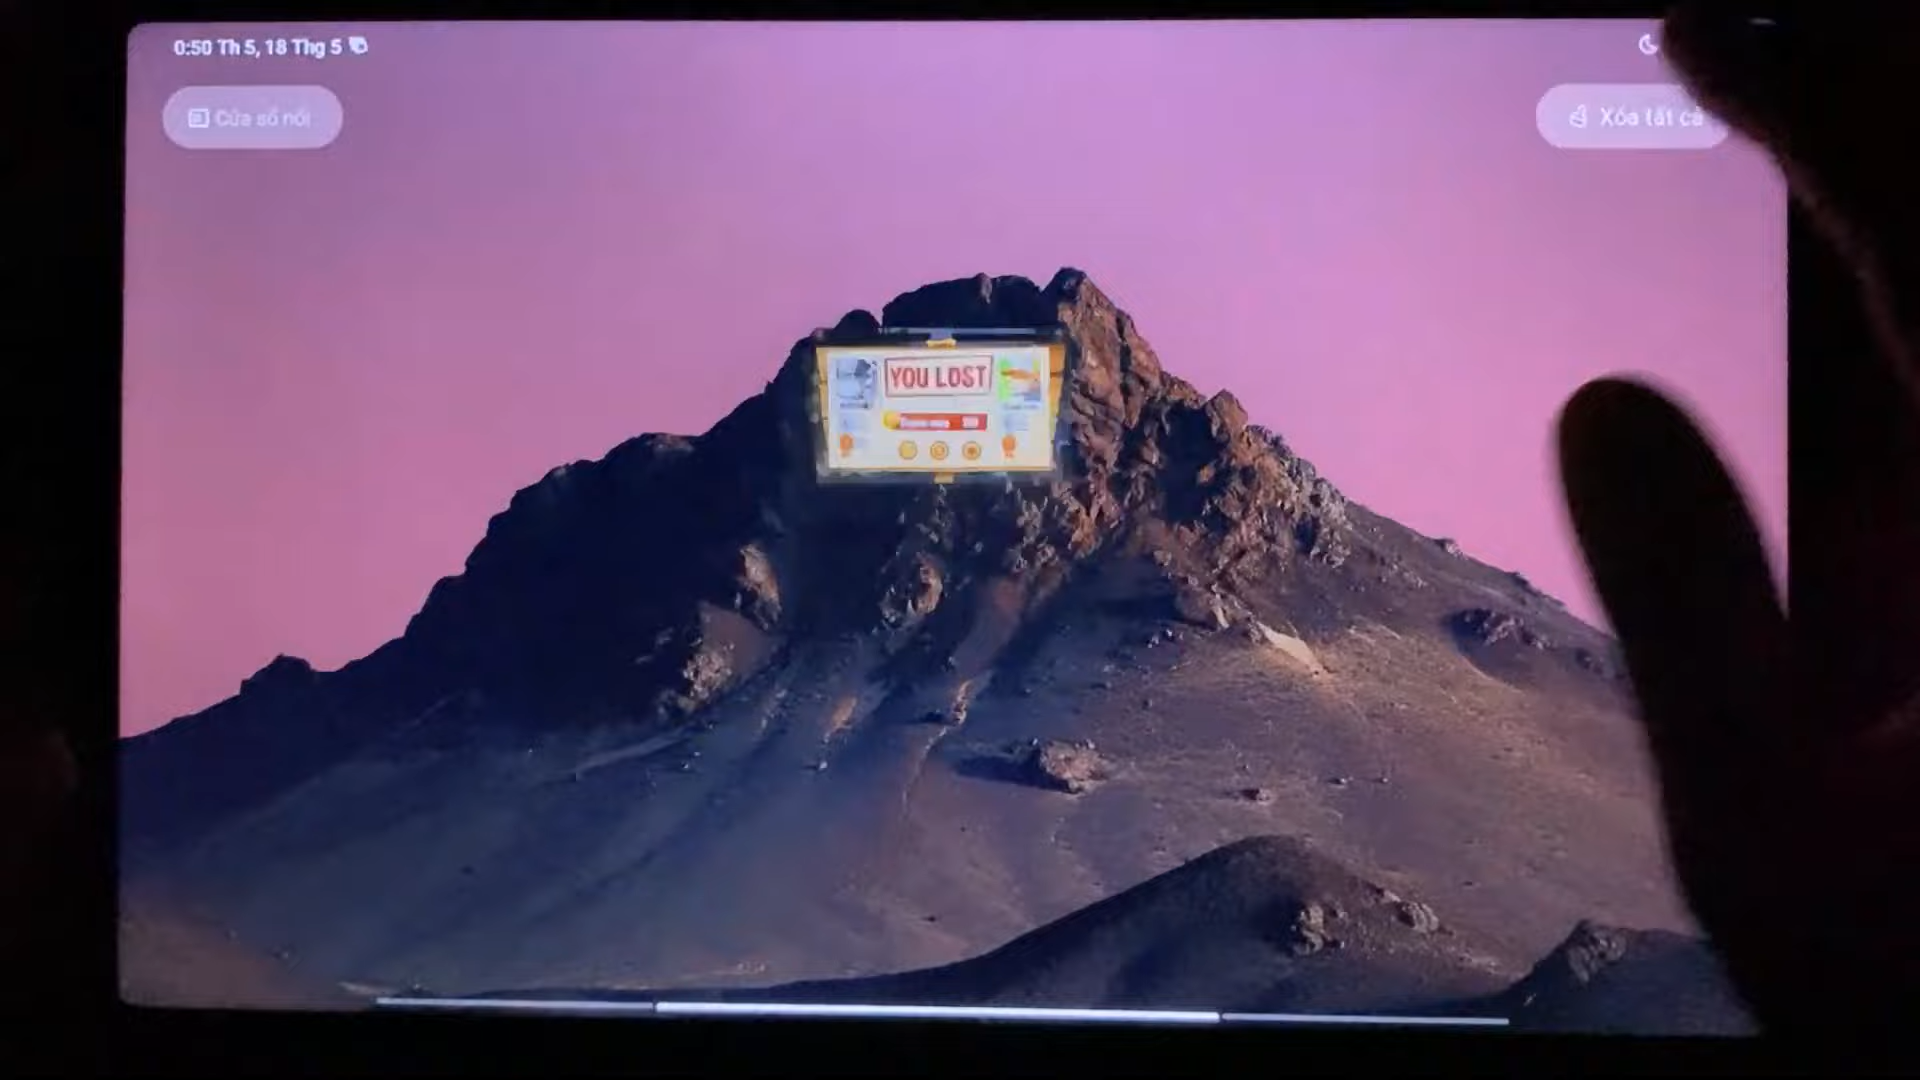 0:50 Th 5, 18 Thg 5
Cửa sổ nổi
Xóa tất cả
YOU LOST